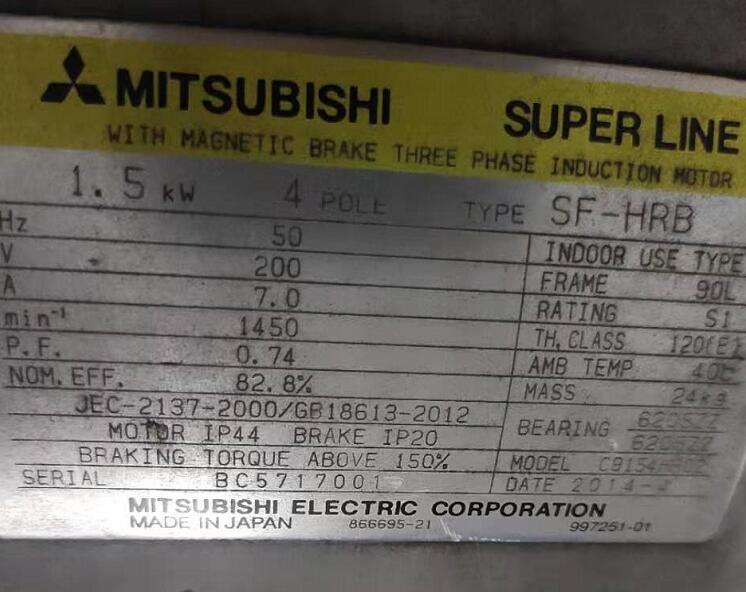 MITSUBISHI SUPER LINE
WITH MAGNETIC BRAKE THREE PHASE INDUCTION MOTOR
1.5 kW 4 POLE TYPE SF-HRB
Hz 50 INDOOR USE TYPE
V 200 FRAME 90L
A 7.0 RATING S1
min⁻¹ 1450 TH.CLASS 120(E)
P.F. 0.74 AMB TEMP 40C
NOM.EFF. 82.8% MASS 24kg
JEC-2137-2000/GB18613-2012
MOTOR IP44 BRAKE IP20 BEARING
BRAKING TORQUE ABOVE 150% MODEL
SERIAL BC5717001 DATE 2014-
MITSUBISHI ELECTRIC CORPORATION
MADE IN JAPAN 866695-21 997251-01